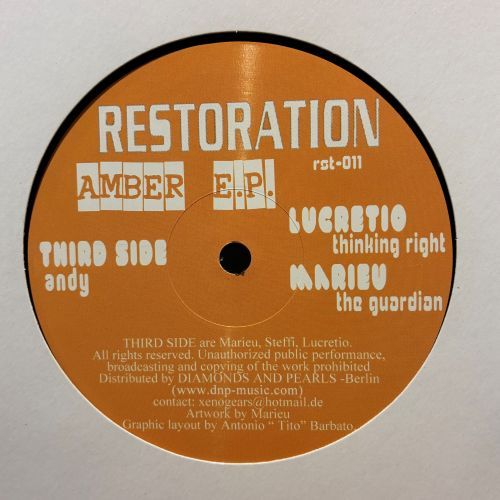 RESTORATION
rst-011
AMBER E.P.
THIRD SIDE
andy
LUCRETIO
thinking right
MARIEU
the guardian
THIRD SIDE are Marieu, Steffi, Lucretio.
All rights reserved. Unauthorized public performance,
broadcasting and copying of the work prohibited
Distributed by DIAMONDS AND PEARLS -Berlin
(www.dnp-music.com)
contact: xenogears@hotmail.de
Artwork by Marieu
Graphic layout by Antonio “ Tito” Barbato